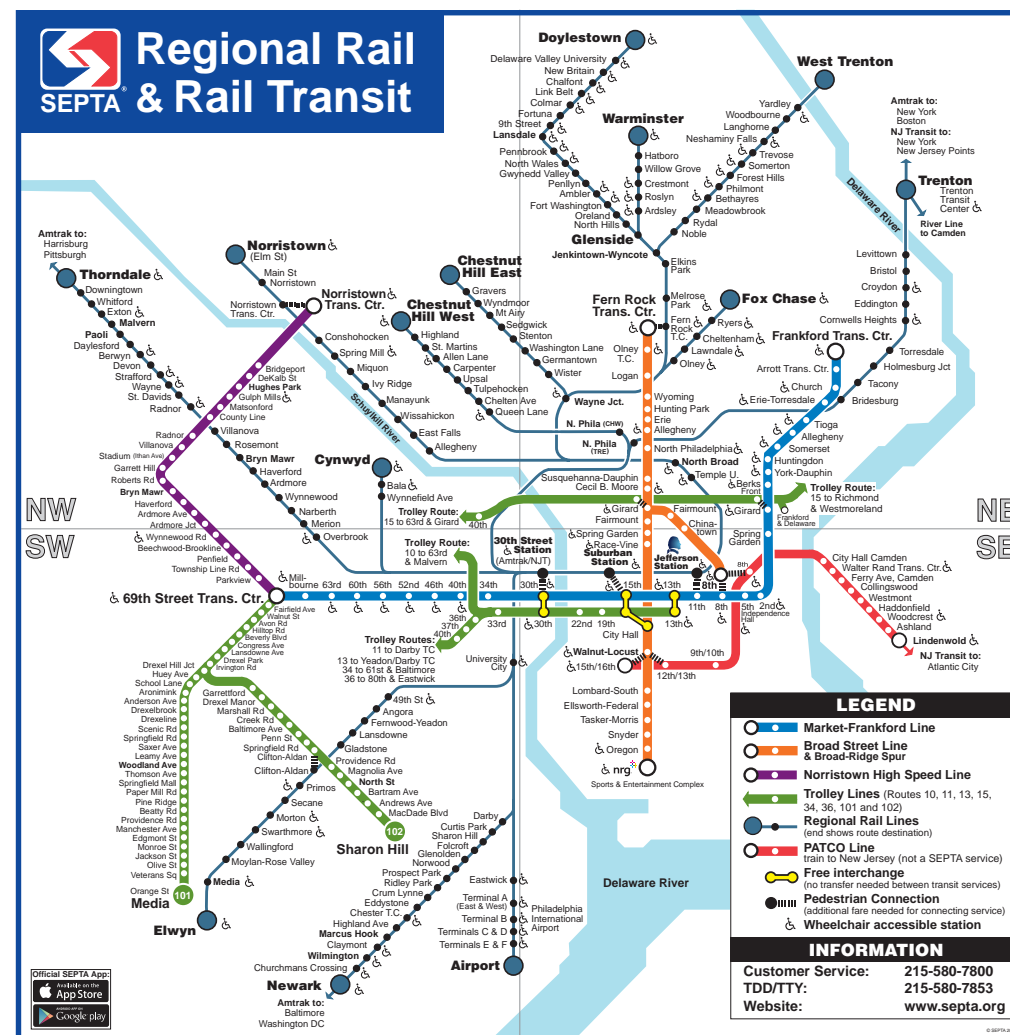 Regional Rail
& Rail Transit
SEPTA
Doylestown
Delaware Valley University
New Britain
Chalfont
Link Belt
Colmar
Fortuna
9th Street
Lansdale
Pennbrook
North Wales
Gwynedd Valley
Penllyn
Ambler
Fort Washington
Oreland
North Hills
Warminster
Hatboro
Willow Grove
Crestmont
Roslyn
Ardsley
Glenside
Jenkintown-Wyncote
West Trenton
Yardley
Woodbourne
Langhorne
Neshaminy Falls
Trevose
Somerton
Forest Hills
Philmont
Bethayres
Meadowbrook
Rydal
Noble
Elkins
Park
Melrose
Park
Fern
Rock
T.C.
Amtrak to:
New York
Boston
NJ Transit to:
New York
New Jersey Points
Trenton
Trenton
Transit
Center
River Line
to Camden
Delaware River
Levittown
Bristol
Croydon
Eddington
Cornwells Heights
Torresdale
Holmesburg Jct
Tacony
Bridesburg
Amtrak to:
Harrisburg
Pittsburgh
Thorndale
Downingtown
Whitford
Exton
Malvern
Paoli
Daylesford
Berwyn
Devon
Strafford
Wayne
St. Davids
Radnor
Villanova
Rosemont
Bryn Mawr
Haverford
Ardmore
Wynnewood
Narberth
Merion
Overbrook
Norristown
(Elm St)
Main St
Norristown
Norristown
Trans. Ctr.
Norristown
Trans. Ctr.
Conshohocken
Spring Mill
Miquon
Ivy Ridge
Manayunk
Wissahickon
East Falls
Allegheny
Schuylkill River
Chestnut
Hill East
Gravers
Wyndmoor
Mt Airy
Sedgwick
Stenton
Washington Lane
Germantown
Wister
Wayne Jct.
Chestnut
Hill West
Highland
St. Martins
Allen Lane
Carpenter
Upsal
Tulpehocken
Chelten Ave
Queen Lane
N. Phila (CHW)
N. Phila
(TRE)
North Broad
Temple U.
Fern Rock
Trans. Ctr.
Olney
T.C.
Logan
Wyoming
Hunting Park
Erie
Allegheny
North Philadelphia
Susquehanna-Dauphin
Cecil B. Moore
Girard
Fairmount
Spring Garden
Race-Vine
Fox Chase
Ryers
Cheltenham
Lawndale
Olney
Frankford Trans. Ctr.
Arrott Trans. Ctr.
Church
Erie-Torresdale
Tioga
Allegheny
Somerset
Huntingdon
York-Dauphin
Berks
Front
Girard
Spring
Garden
Fairmount
China-
town
8th
Frankford
& Delaware
Trolley Route:
15 to Richmond
& Westmoreland
Bridgeport
DeKalb St
Hughes Park
Gulph Mills
Matsonford
County Line
Radnor
Villanova
Stadium (Ithan Ave)
Garrett Hill
Roberts Rd
Bryn Mawr
Haverford
Ardmore Ave
Ardmore Jct
Wynnewood Rd
Beechwood-Brookline
Penfield
Township Line Rd
Parkview
69th Street Trans. Ctr.
Cynwyd
Bala
Wynnefield Ave
Trolley Route:
15 to 63rd & Girard
40th
Trolley Route:
10 to 63rd
& Malvern
NW
SW
NE
SE
30th Street
Station
(Amtrak/NJT)
Suburban
Station
Jefferson
Station
Mill-
bourne
63rd
60th
56th
52nd
46th
40th
34th
30th
15th
13th
11th
8th
8th
5th
Independence
Hall
2nd
36th
37th
40th
33rd
30th
22nd
19th
City Hall
13th
Trolley Routes:
11 to Darby TC
13 to Yeadon/Darby TC
34 to 61st & Baltimore
36 to 80th & Eastwick
Walnut-Locust
15th/16th
12th/13th
9th/10th
City Hall Camden
Walter Rand Trans. Ctr.
Ferry Ave, Camden
Collingswood
Westmont
Haddonfield
Woodcrest
Ashland
Lindenwold
NJ Transit to:
Atlantic City
Lombard-South
Ellsworth-Federal
Tasker-Morris
Snyder
Oregon
nrg
Sports & Entertainment Complex
Fairfield Ave
Walnut St
Avon Rd
Hilltop Rd
Beverly Blvd
Congress Ave
Lansdowne Ave
Drexel Park
Irvington Rd
Drexel Hill Jct
Huey Ave
School Lane
Aronimink
Anderson Ave
Drexelbrook
Drexeline
Scenic Rd
Springfield Rd
Saxer Ave
Leamy Ave
Woodland Ave
Thomson Ave
Springfield Mall
Paper Mill Rd
Pine Ridge
Beatty Rd
Providence Rd
Manchester Ave
Edgmont St
Monroe St
Jackson St
Olive St
Veterans Sq
Orange St
Media
101
Garrettford
Drexel Manor
Marshall Rd
Creek Rd
Baltimore Ave
Penn St
Springfield Rd
Clifton-Aldan
Clifton-Aldan
Providence Rd
Magnolia Ave
North St
Bartram Ave
Andrews Ave
MacDade Blvd
102
Sharon Hill
University
City
49th St
Angora
Fernwood-Yeadon
Lansdowne
Gladstone
Primos
Secane
Morton
Swarthmore
Wallingford
Moylan-Rose Valley
Media
Elwyn
Darby
Curtis Park
Sharon Hill
Folcroft
Glenolden
Norwood
Prospect Park
Ridley Park
Crum Lynne
Eddystone
Chester T.C.
Highland Ave
Marcus Hook
Claymont
Wilmington
Churchmans Crossing
Newark
Amtrak to:
Baltimore
Washington DC
Eastwick
Terminal A
(East & West)
Terminal B
Terminals C & D
Terminals E & F
Philadelphia
International
Airport
Airport
Delaware River
LEGEND
Market-Frankford Line
Broad Street Line
& Broad-Ridge Spur
Norristown High Speed Line
Trolley Lines (Routes 10, 11, 13, 15,
34, 36, 101 and 102)
Regional Rail Lines
(end shows route destination)
PATCO Line
train to New Jersey (not a SEPTA service)
Free interchange
(no transfer needed between transit services)
Pedestrian Connection
(additional fare needed for connecting service)
Wheelchair accessible station
INFORMATION
Customer Service: 215-580-7800
TDD/TTY: 215-580-7853
Website: www.septa.org
Official SEPTA App:
Available on the
App Store
Google play